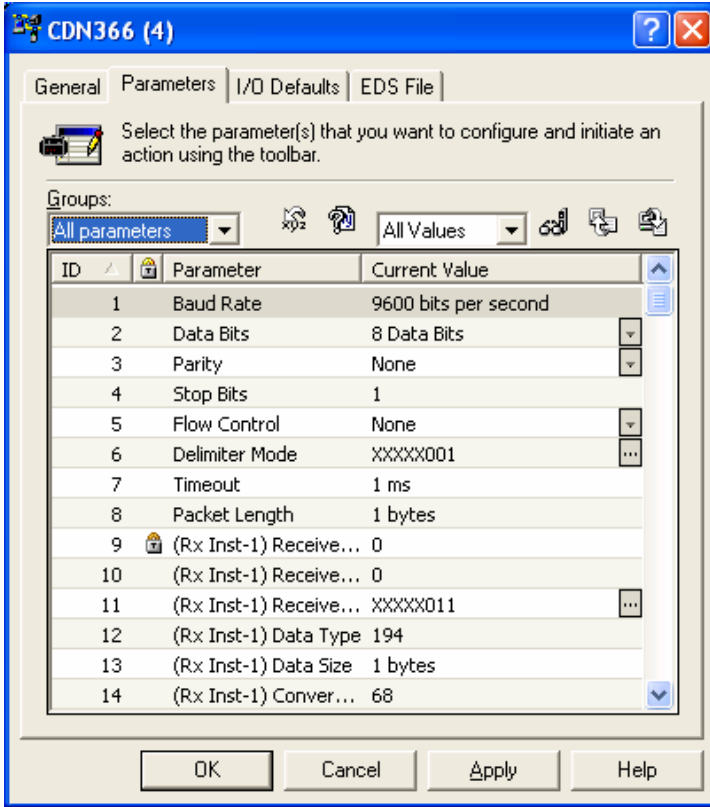 CDN366 (4)
General Parameters I/O Defaults EDS File
Select the parameter(s) that you want to configure and initiate an
action using the toolbar.
Groups:
All parameters All Values
ID Parameter Current Value
1 Baud Rate 9600 bits per second
2 Data Bits 8 Data Bits
3 Parity None
4 Stop Bits 1
5 Flow Control None
6 Delimiter Mode XXXXX001 ...
7 Timeout 1 ms
8 Packet Length 1 bytes
9 (Rx Inst-1) Receive... 0
10 (Rx Inst-1) Receive... 0
11 (Rx Inst-1) Receive... XXXXX011 ...
12 (Rx Inst-1) Data Type 194
13 (Rx Inst-1) Data Size 1 bytes
14 (Rx Inst-1) Conver... 68
OK Cancel Apply Help